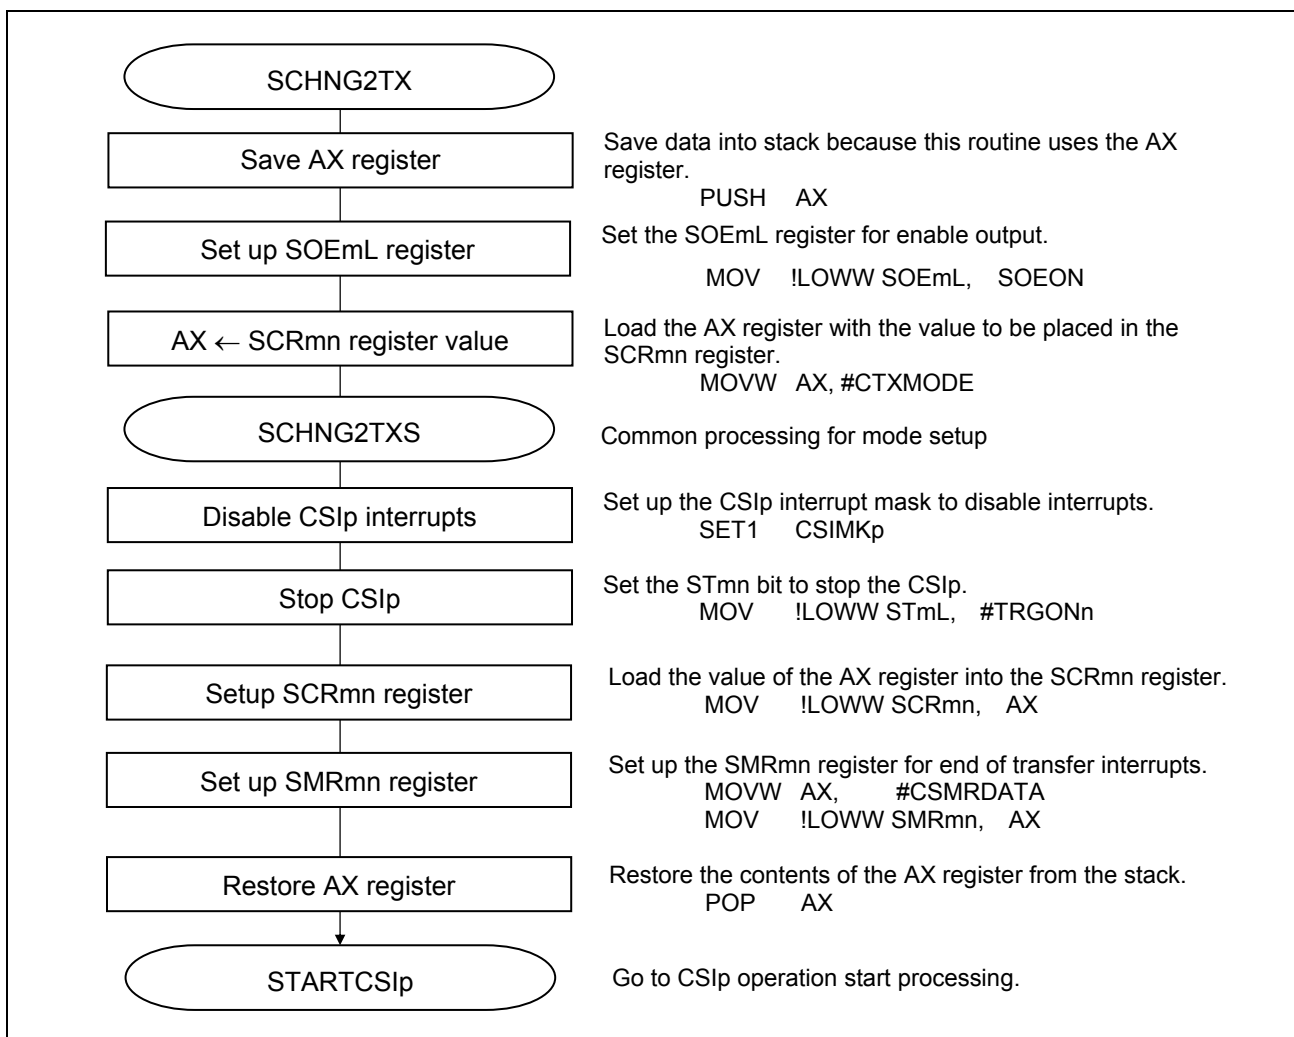 SCHNG2TX
Save AX register
Save data into stack because this routine uses the AX
register.
PUSH AX
Set up SOEmL register
Set the SOEmL register for enable output.
MOV !LOWW SOEmL, SOEON
AX ← SCRmn register value
Load the AX register with the value to be placed in the
SCRmn register.
MOVW AX, #CTXMODE
SCHNG2TXS
Common processing for mode setup
Disable CSIp interrupts
Set up the CSIp interrupt mask to disable interrupts.
SET1 CSIMKp
Stop CSIp
Set the STmn bit to stop the CSIp.
MOV !LOWW STmL, #TRGONn
Setup SCRmn register
Load the value of the AX register into the SCRmn register.
MOV !LOWW SCRmn, AX
Set up SMRmn register
Set up the SMRmn register for end of transfer interrupts.
MOVW AX, #CSMRDATA
MOV !LOWW SMRmn, AX
Restore AX register
Restore the contents of the AX register from the stack.
POP AX
STARTCSIp
Go to CSIp operation start processing.